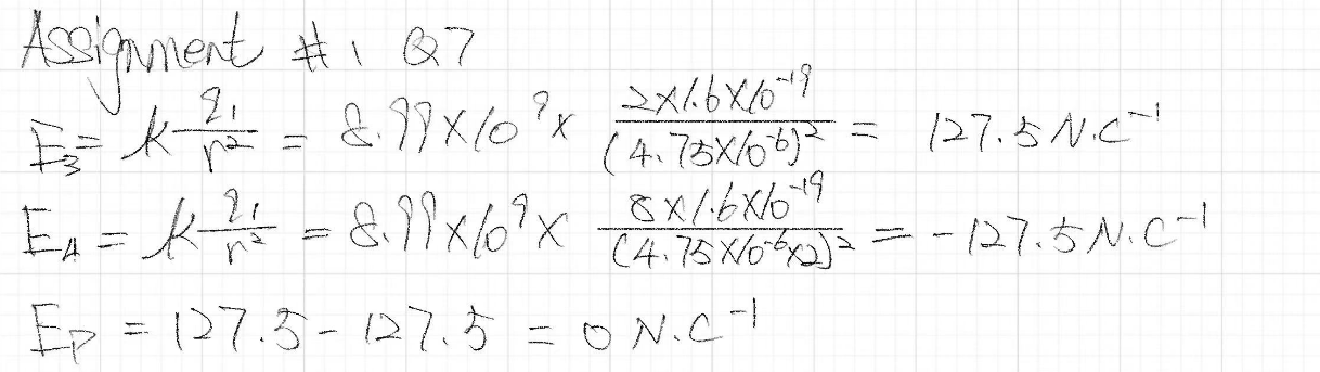 Assignment #1 Q7
E₃ = k q₁/r² = 8.99×10⁹× 2×1.6×10⁻¹⁹/(4.75×10⁻⁶)² = 127.5 N.C⁻¹
E_A = k q₁/r² = 8.99×10⁹× 8×1.6×10⁻¹⁹/(4.75×10⁻⁶×2)² = -127.5 N.C⁻¹
E_P = 127.5 - 127.5 = 0 N.C⁻¹